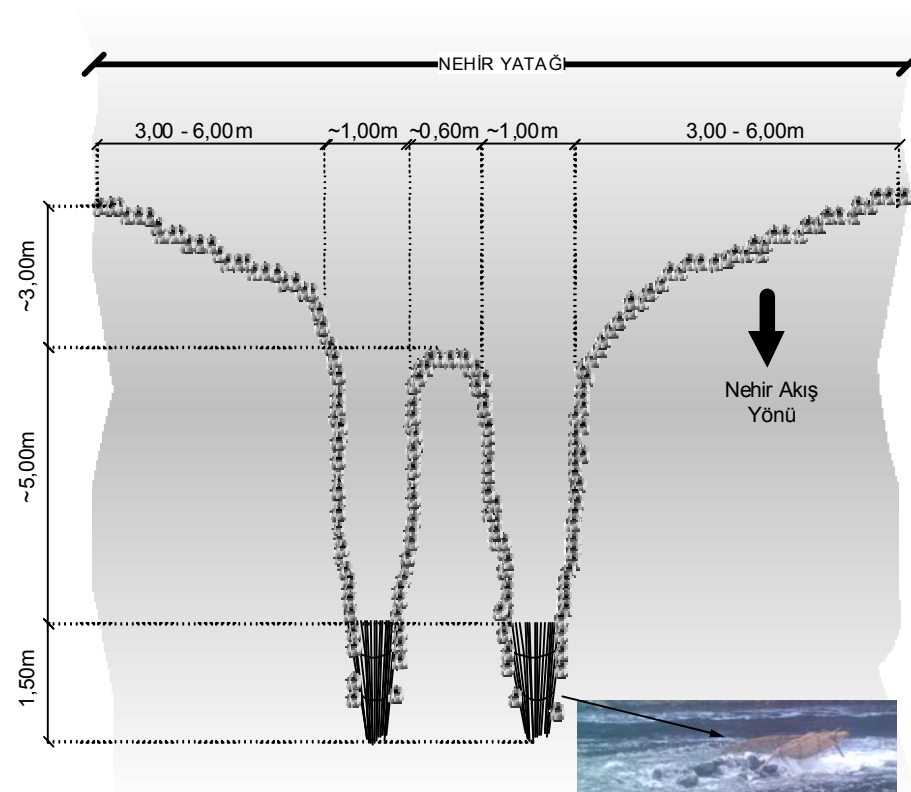 NEHİR YATAĞI
3,00 - 6,00m
~1,00m
~0,60m
~1,00m
3,00 - 6,00m
~3,00m
~5,00m
1,50m
Nehir Akış
Yönü